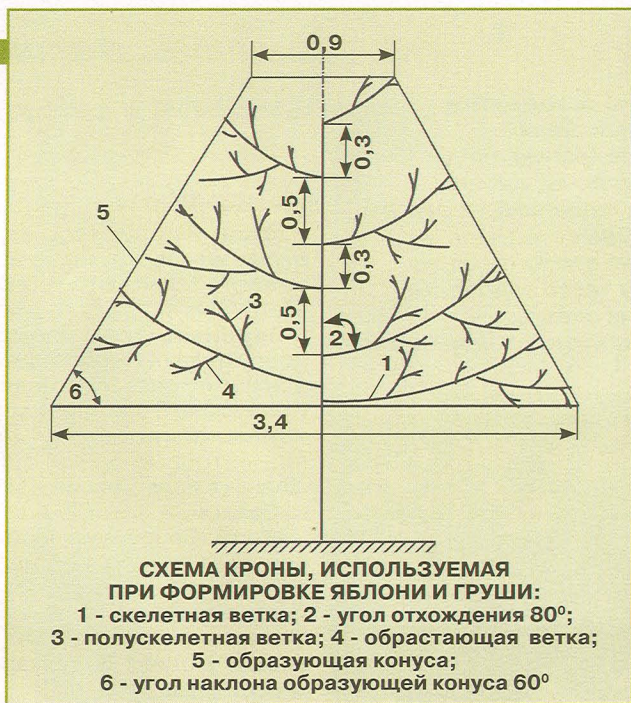 0,9
0,3
0,5
5
0,3
3
0,5
2
1
4
6
3,4
СХЕМА КРОНЫ, ИСПОЛЬЗУЕМАЯ
ПРИ ФОРМИРОВКЕ ЯБЛОНИ И ГРУШИ:
1 - скелетная ветка; 2 - угол отхождения 80⁰;
3 - полускелетная ветка; 4 - обрастающая ветка;
5 - образующая конуса;
6 - угол наклона образующей конуса 60⁰